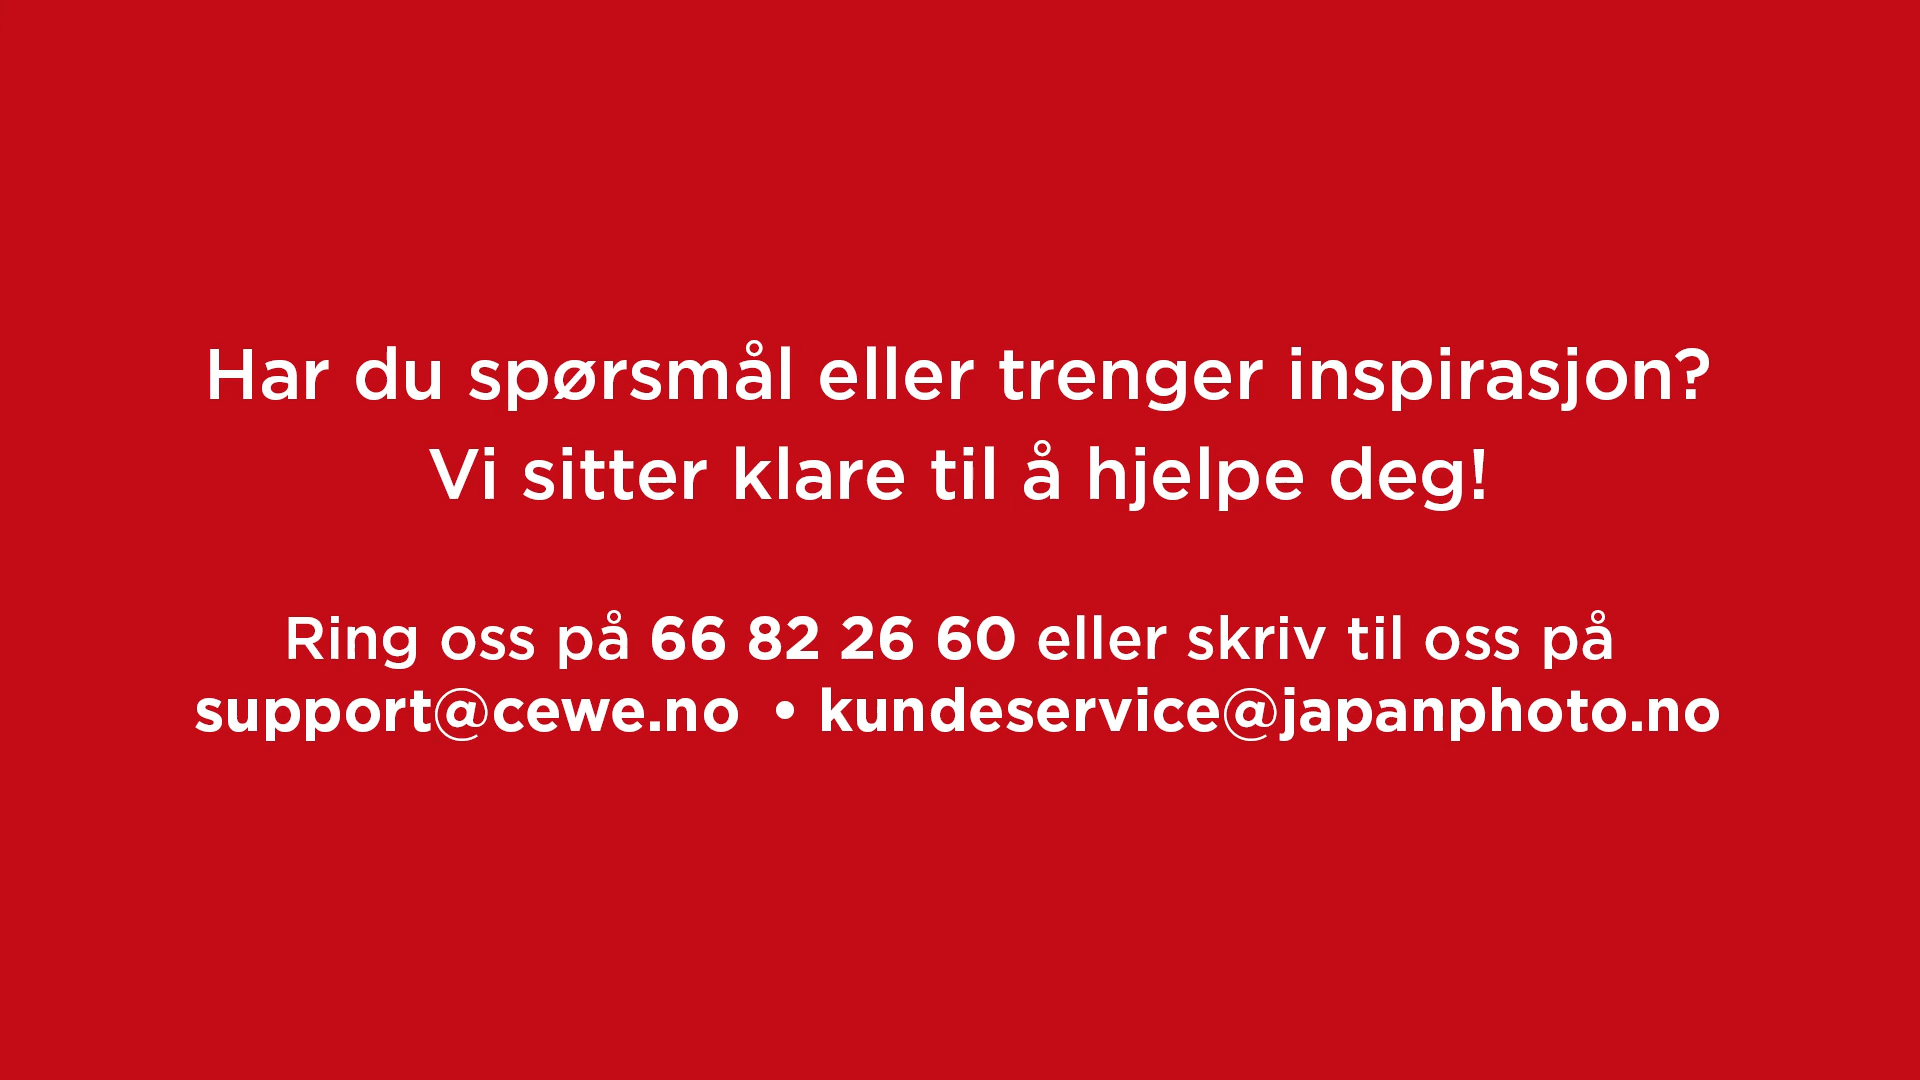 Har du spørsmål eller trenger inspirasjon?
Vi sitter klare til å hjelpe deg!
Ring oss på 66 82 26 60 eller skriv til oss på
support@cewe.no • kundeservice@japanphoto.no